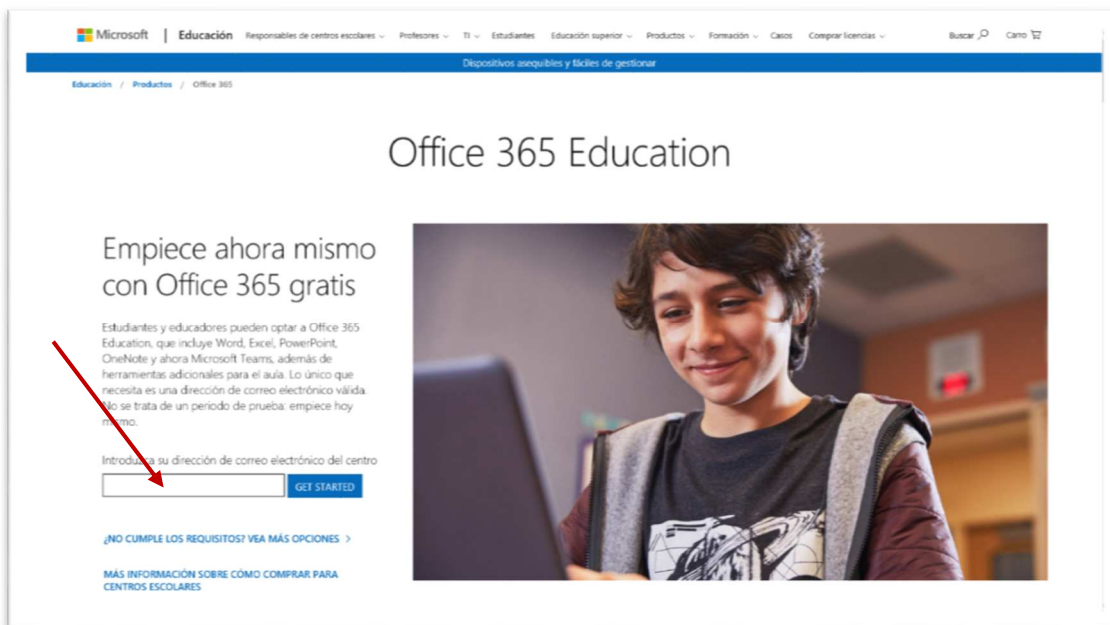 Microsoft | Educación Responsables de centros escolares Profesores TI Estudiantes Educación superior Productos Formación Casos Comprar licencias Buscar Carro
Dispositivos asequibles y fáciles de gestionar
Educación / Productos / Office 365
Office 365 Education
Empiece ahora mismo
con Office 365 gratis
Estudiantes y educadores pueden optar a Office 365
Education, que incluye Word, Excel, PowerPoint,
OneNote y ahora Microsoft Teams, además de
herramientas adicionales para el aula. Lo único que
necesita es una dirección de correo electrónico válida.
No se trata de un periodo de prueba: empiece hoy
mismo.
Introduzca su dirección de correo electrónico del centro
GET STARTED
¿NO CUMPLE LOS REQUISITOS? VEA MÁS OPCIONES >
MÁS INFORMACIÓN SOBRE CÓMO COMPRAR PARA
CENTROS ESCOLARES